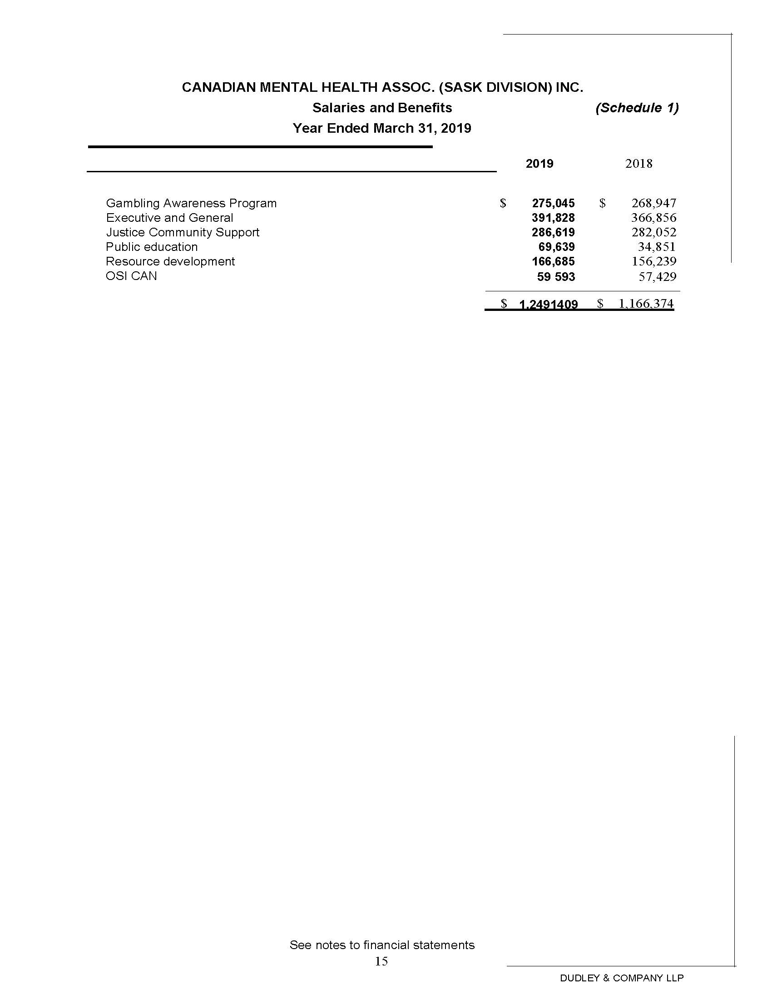 CANADIAN MENTAL HEALTH ASSOC. (SASK DIVISION) INC.
Salaries and Benefits (Schedule 1)
Year Ended March 31, 2019
2019 2018
Gambling Awareness Program $ 275,045 $ 268,947
Executive and General 391,828 366,856
Justice Community Support 286,619 282,052
Public education 69,639 34,851
Resource development 166,685 156,239
OSI CAN 59 593 57,429
$ 1.2491409 $ 1,166,374
See notes to financial statements
15
DUDLEY & COMPANY LLP